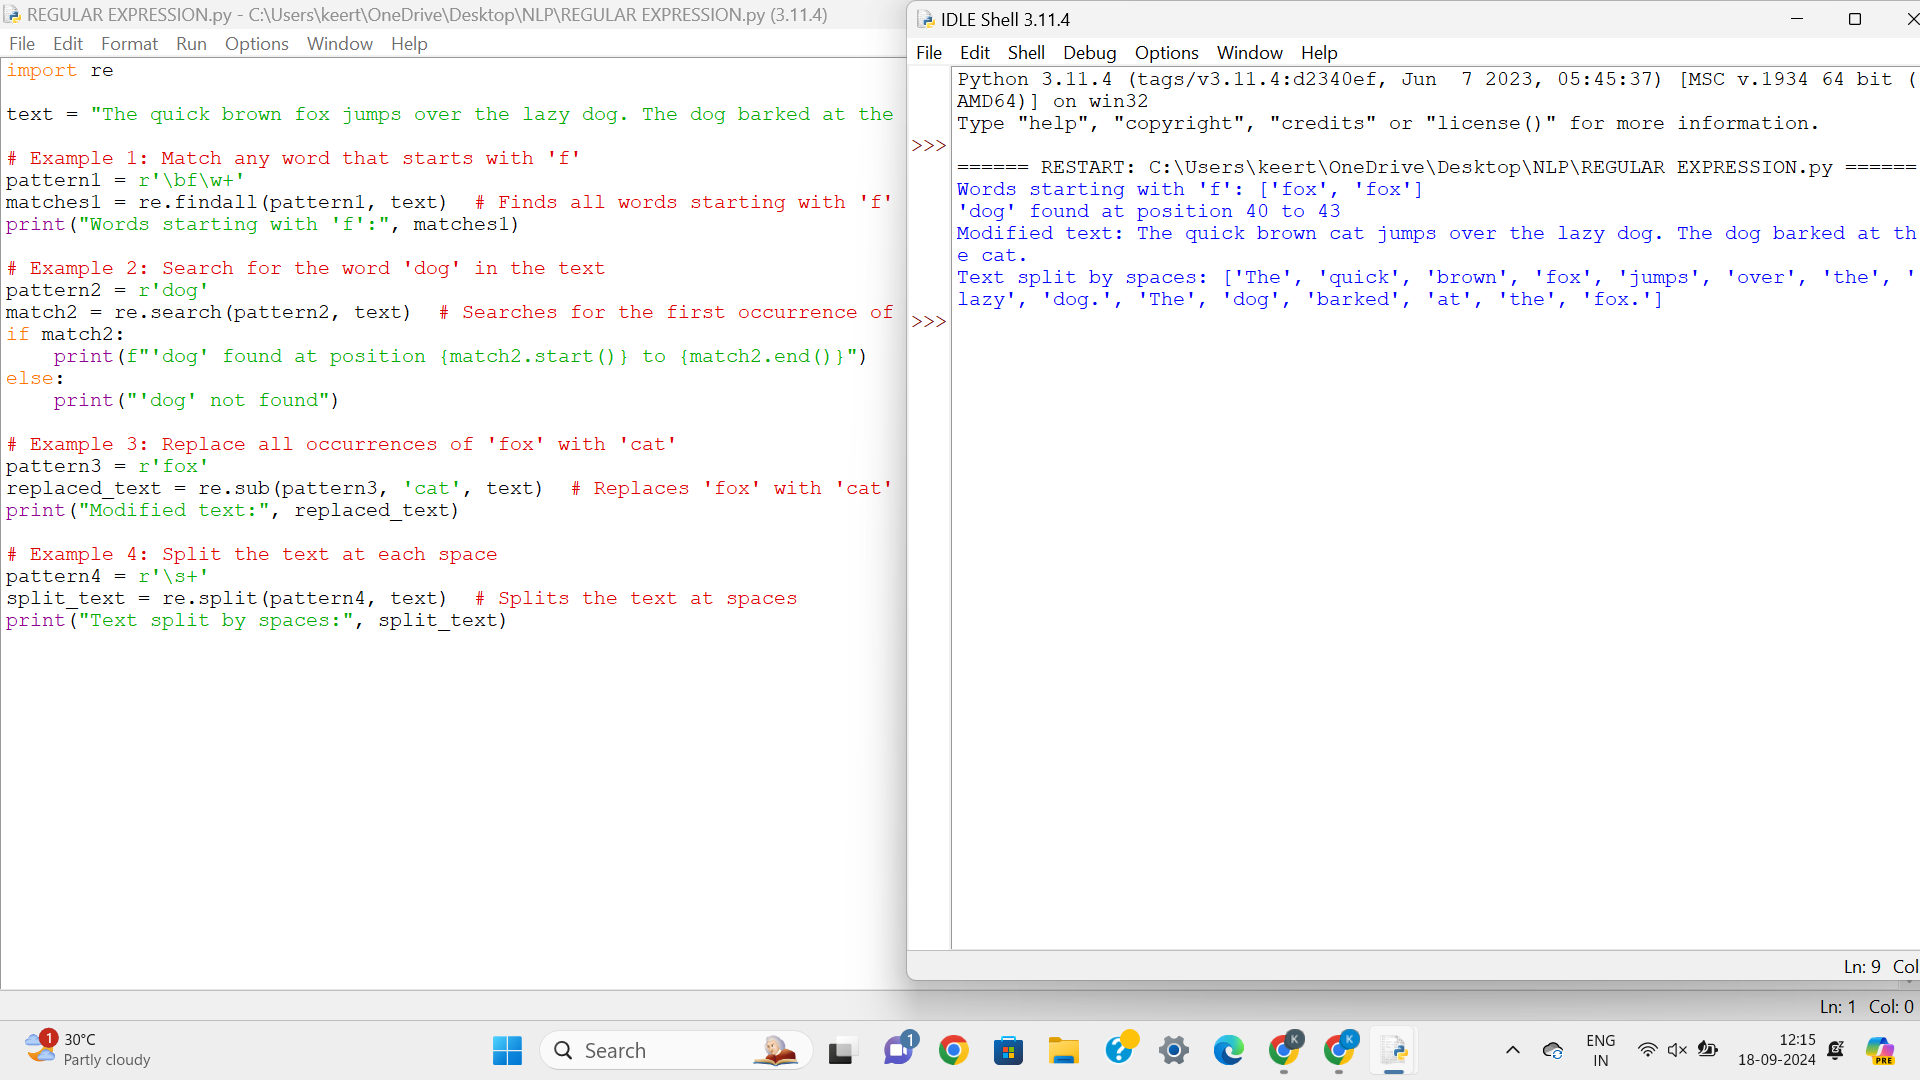 REGULAR EXPRESSION.py - C:\Users\keert\OneDrive\Desktop\NLP\REGULAR EXPRESSION.py (3.11.4)
File Edit Format Run Options Window Help
import re
text = "The quick brown fox jumps over the lazy dog. The dog barked at the
# Example 1: Match any word that starts with 'f'
pattern1 = r'\bf\w+'
matches1 = re.findall(pattern1, text)  # Finds all words starting with 'f'
print("Words starting with 'f':", matches1)
# Example 2: Search for the word 'dog' in the text
pattern2 = r'dog'
match2 = re.search(pattern2, text)  # Searches for the first occurrence of
if match2:
    print(f"'dog' found at position {match2.start()} to {match2.end()}")
else:
    print("'dog' not found")
# Example 3: Replace all occurrences of 'fox' with 'cat'
pattern3 = r'fox'
replaced_text = re.sub(pattern3, 'cat', text)  # Replaces 'fox' with 'cat'
print("Modified text:", replaced_text)
# Example 4: Split the text at each space
pattern4 = r'\s+'
split_text = re.split(pattern4, text)  # Splits the text at spaces
print("Text split by spaces:", split_text)
IDLE Shell 3.11.4
File Edit Shell Debug Options Window Help
Python 3.11.4 (tags/v3.11.4:d2340ef, Jun  7 2023, 05:45:37) [MSC v.1934 64 bit (
AMD64)] on win32
Type "help", "copyright", "credits" or "license()" for more information.
>>>
====== RESTART: C:\Users\keert\OneDrive\Desktop\NLP\REGULAR EXPRESSION.py ======
Words starting with 'f': ['fox', 'fox']
'dog' found at position 40 to 43
Modified text: The quick brown cat jumps over the lazy dog. The dog barked at th
e cat.
Text split by spaces: ['The', 'quick', 'brown', 'fox', 'jumps', 'over', 'the', '
lazy', 'dog.', 'The', 'dog', 'barked', 'at', 'the', 'fox.']
>>>
Ln: 9 Col
Ln: 1 Col: 0
1
30°C
Partly cloudy
Search
1
K
K
ENG
IN
12:15
18-09-2024
PRE